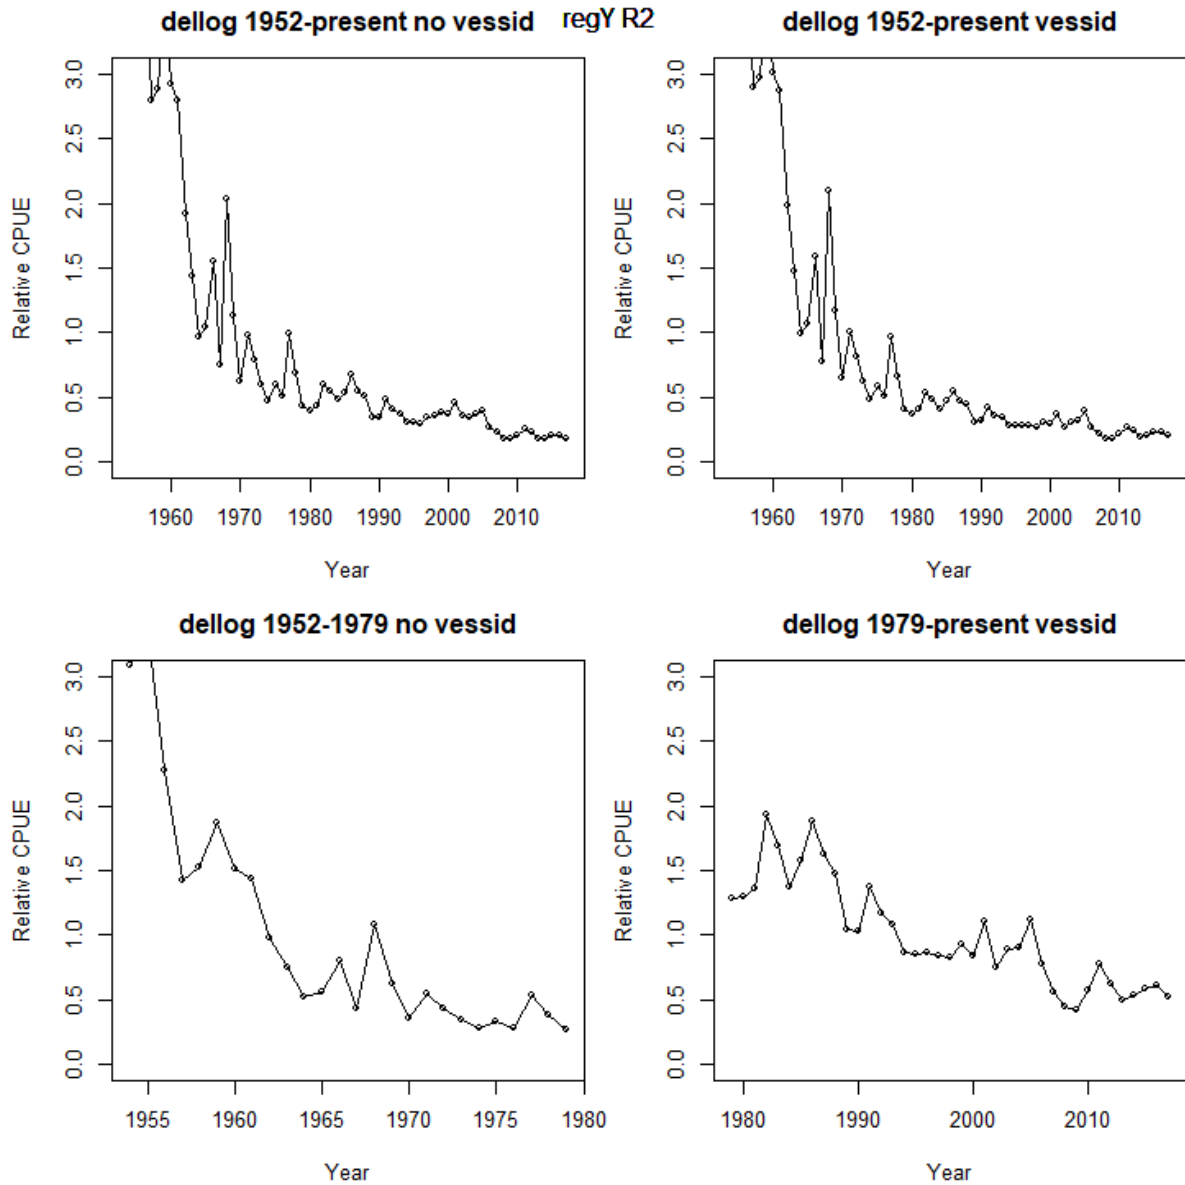 dellog 1952-present no vessid
regY R2
dellog 1952-present vessid
Relative CPUE
3.0
2.5
2.0
1.5
1.0
0.5
0.0
1960 1970 1980 1990 2000 2010
Year
Relative CPUE
3.0
2.5
2.0
1.5
1.0
0.5
0.0
1960 1970 1980 1990 2000 2010
Year
dellog 1952-1979 no vessid
Relative CPUE
3.0
2.5
2.0
1.5
1.0
0.5
0.0
1955 1960 1965 1970 1975 1980
Year
dellog 1979-present vessid
Relative CPUE
3.0
2.5
2.0
1.5
1.0
0.5
0.0
1980 1990 2000 2010
Year